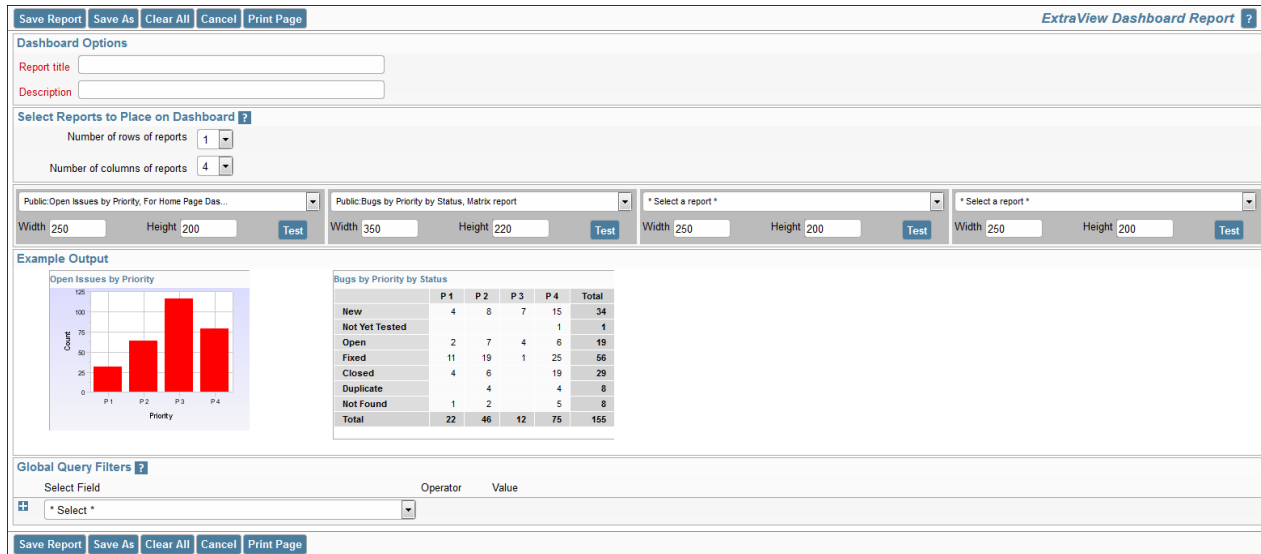 Save Report Save As Clear All Cancel Print Page ExtraView Dashboard Report ?
Dashboard Options
Report title
Description
Select Reports to Place on Dashboard ?
Number of rows of reports 1
Number of columns of reports 4
Public:Open Issues by Priority, For Home Page Das... Public:Bugs by Priority by Status, Matrix report * Select a report * * Select a report *
Width 250 Height 200 Test Width 350 Height 220 Test Width 250 Height 200 Test Width 250 Height 200 Test
Example Output
Open Issues by Priority
125
100
75
50
25
0
Count
P 1 P 2 P 3 P 4
Priority
Bugs by Priority by Status
P 1 P 2 P 3 P 4 Total
New 4 8 7 15 34
Not Yet Tested 1 1
Open 2 7 4 6 19
Fixed 11 19 1 25 56
Closed 4 6 19 29
Duplicate 4 4 8
Not Found 1 2 5 8
Total 22 46 12 75 155
Global Query Filters ?
Select Field Operator Value
* Select *
Save Report Save As Clear All Cancel Print Page